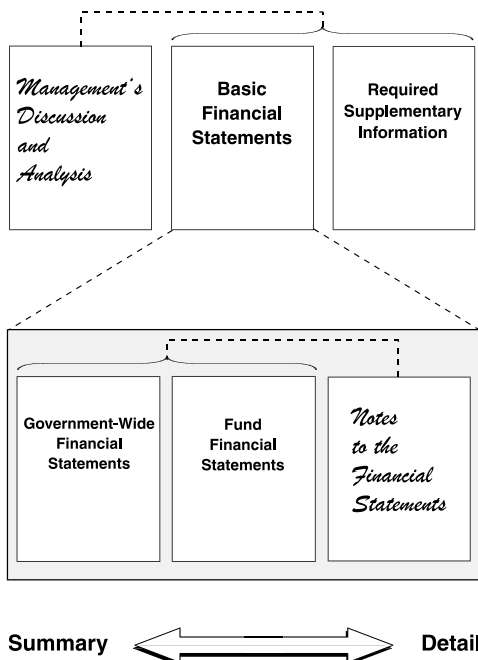 Management's
Discussion
and
Analysis
Basic
Financial
Statements
Required
Supplementary
Information
Government-Wide
Financial
Statements
Fund
Financial
Statements
Notes
to the
Financial
Statements
Summary
Detail